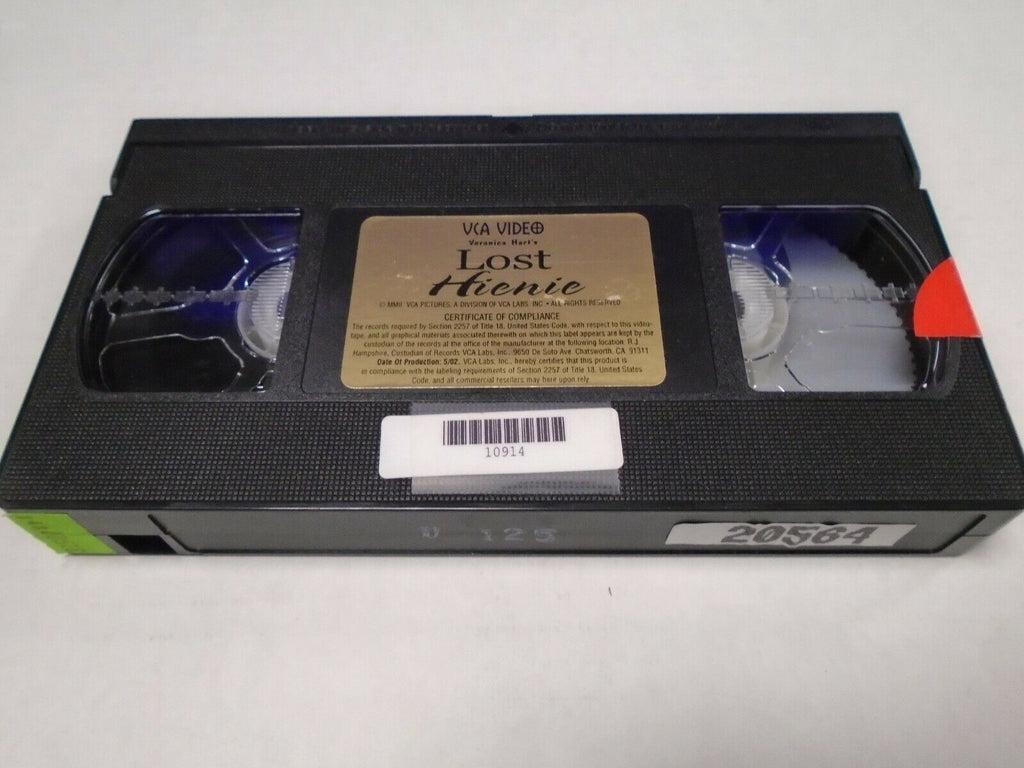 VCA VIDEO
Veronica Hart's
Lost
Hienie
© MMII VCA PICTURES, A DIVISION OF VCA LABS, INC • ALL RIGHTS RESERVED
CERTIFICATE OF COMPLIANCE
The records required by Section 2257 of Title 18, United States Code, with respect to this video-
tape, and all graphical materials associated therewith on which this label appears are kept by the
custodian of the records at the office of the manufacturer at the following location: R.J.
Hampshire, Custodian of Records VCA Labs, Inc., 9650 De Soto Ave. Chatsworth, CA 91311
Date Of Production: 5/02. VCA Labs, Inc., hereby certifies that this product is
in compliance with the labeling requirements of Section 2257 of Title 18, United States
Code, and all commercial resellers may here upon rely.
10914
U 125
20564